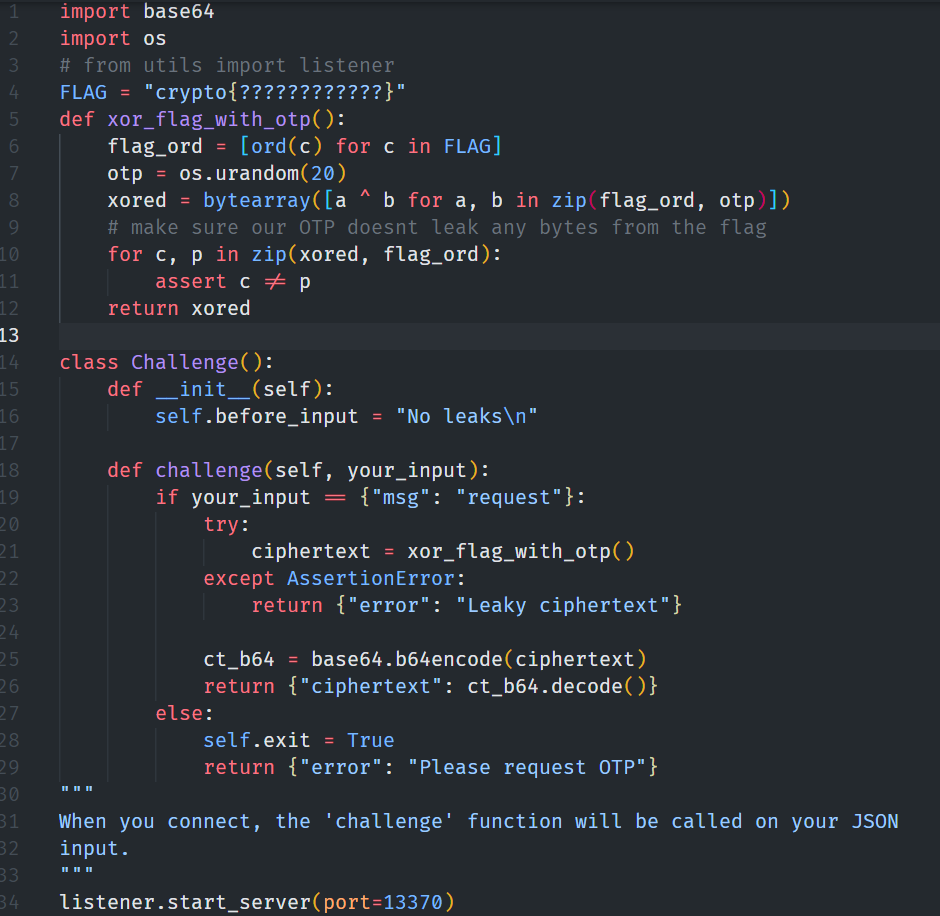 1 import base64
2 import os
3 # from utils import listener
4 FLAG = "crypto{????????????}"
5 def xor_flag_with_otp():
6     flag_ord = [ord(c) for c in FLAG]
7     otp = os.urandom(20)
8     xored = bytearray([a ^ b for a, b in zip(flag_ord, otp)])
9     # make sure our OTP doesnt leak any bytes from the flag
10     for c, p in zip(xored, flag_ord):
11         assert c ≠ p
12     return xored
13
14 class Challenge():
15     def __init__(self):
16         self.before_input = "No leaks\n"
17
18     def challenge(self, your_input):
19         if your_input == {"msg": "request"}:
20             try:
21                 ciphertext = xor_flag_with_otp()
22             except AssertionError:
23                 return {"error": "Leaky ciphertext"}
24
25             ct_b64 = base64.b64encode(ciphertext)
26             return {"ciphertext": ct_b64.decode()}
27         else:
28             self.exit = True
29             return {"error": "Please request OTP"}
30 """
31 When you connect, the 'challenge' function will be called on your JSON
32 input.
33 """
34 listener.start_server(port=13370)